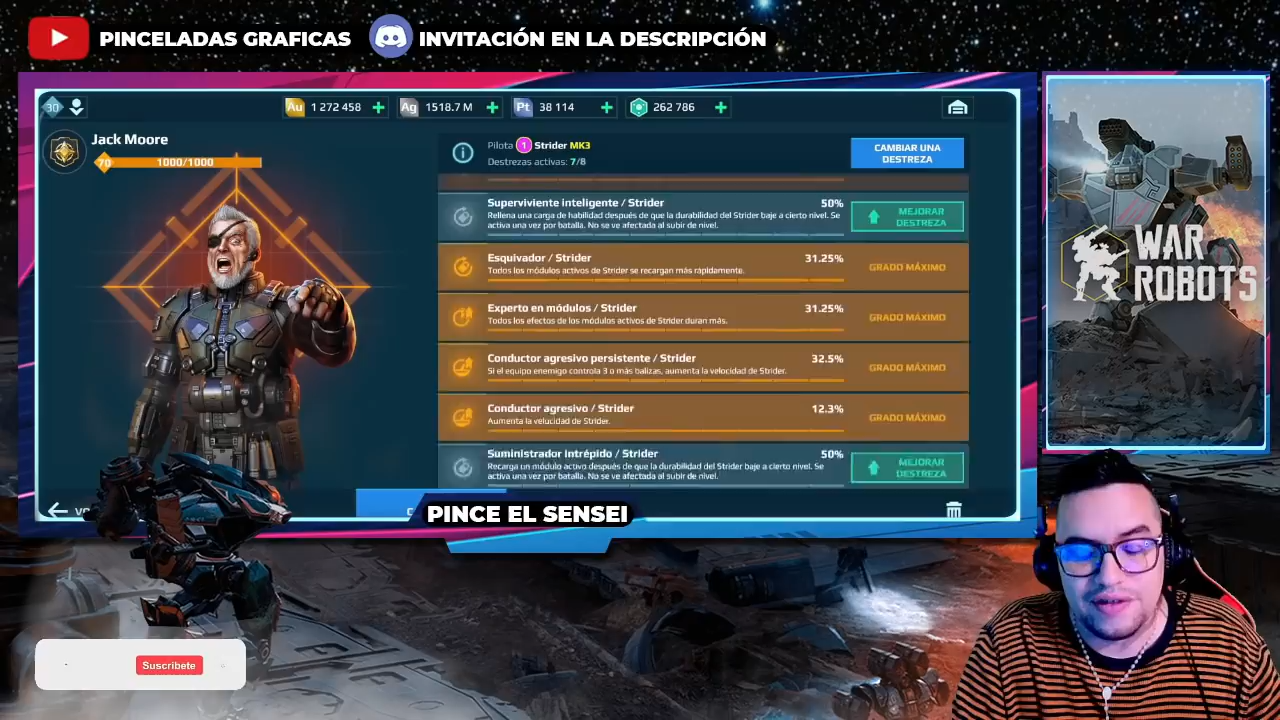 PINCELADAS GRAFICAS
INVITACIÓN EN LA DESCRIPCIÓN
30
Au 1 272 458 +
Ag 1518.7 M +
Pt 38 114 +
262 786 +
Jack Moore
70 1000/1000
Pilota 1 Strider MK3
Destrezas activas: 7/8
CAMBIAR UNA
DESTREZA
Superviviente inteligente / Strider 50%
Rellena una carga de habilidad después de que la durabilidad del Strider baje a cierto nivel. Se
activa una vez por batalla. No se ve afectada al subir de nivel.
MEJORAR
DESTREZA
Esquivador / Strider 31.25%
Todos los módulos activos de Strider se recargan más rápidamente.
GRADO MÁXIMO
Experto en módulos / Strider 31.25%
Todos los efectos de los módulos activos de Strider duran más.
GRADO MÁXIMO
Conductor agresivo persistente / Strider 32.5%
Si el equipo enemigo controla 3 o más balizas, aumenta la velocidad de Strider.
GRADO MÁXIMO
Conductor agresivo / Strider 12.3%
Aumenta la velocidad de Strider.
GRADO MÁXIMO
Suministrador intrépido / Strider 50%
Recarga un módulo activo después de que la durabilidad del Strider baje a cierto nivel. Se
activa una vez por batalla. No se ve afectada al subir de nivel.
MEJORAR
DESTREZA
PINCE EL SENSEI
WAR
ROBOTS
Suscríbete